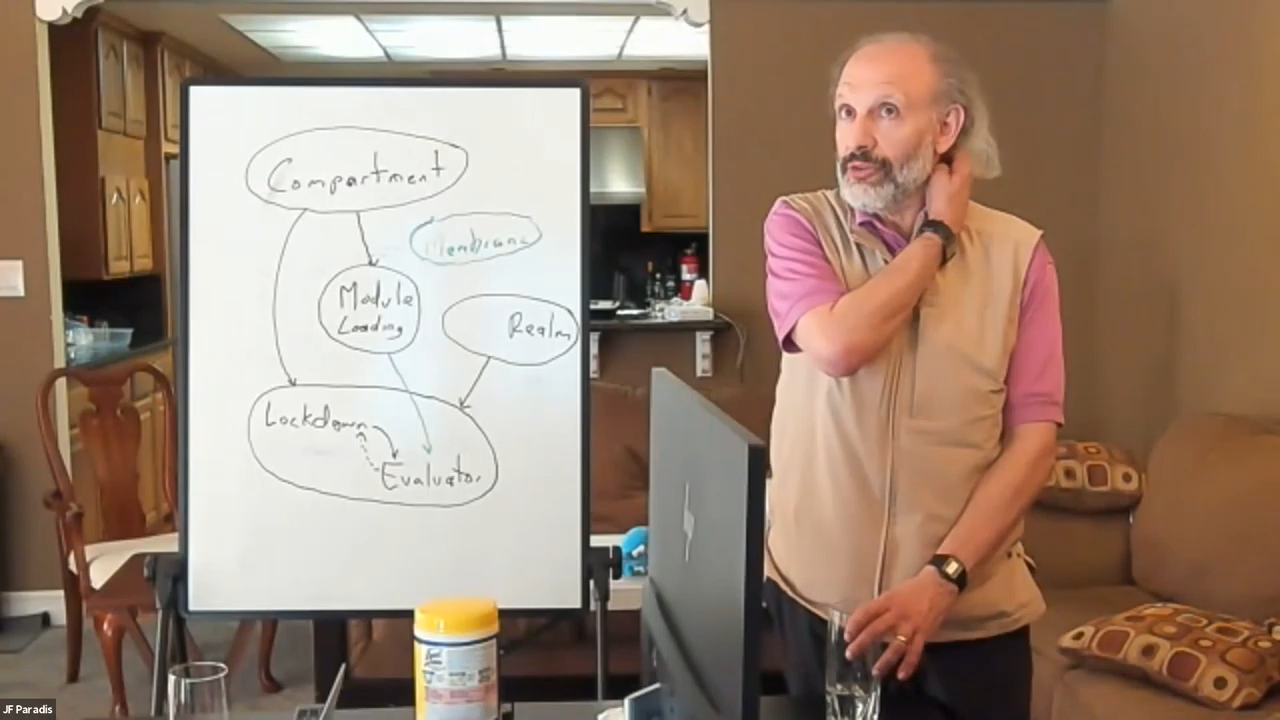 Compartment
Membrane
Module
Loading
Realm
Lockdown
Evaluator
JF Paradis